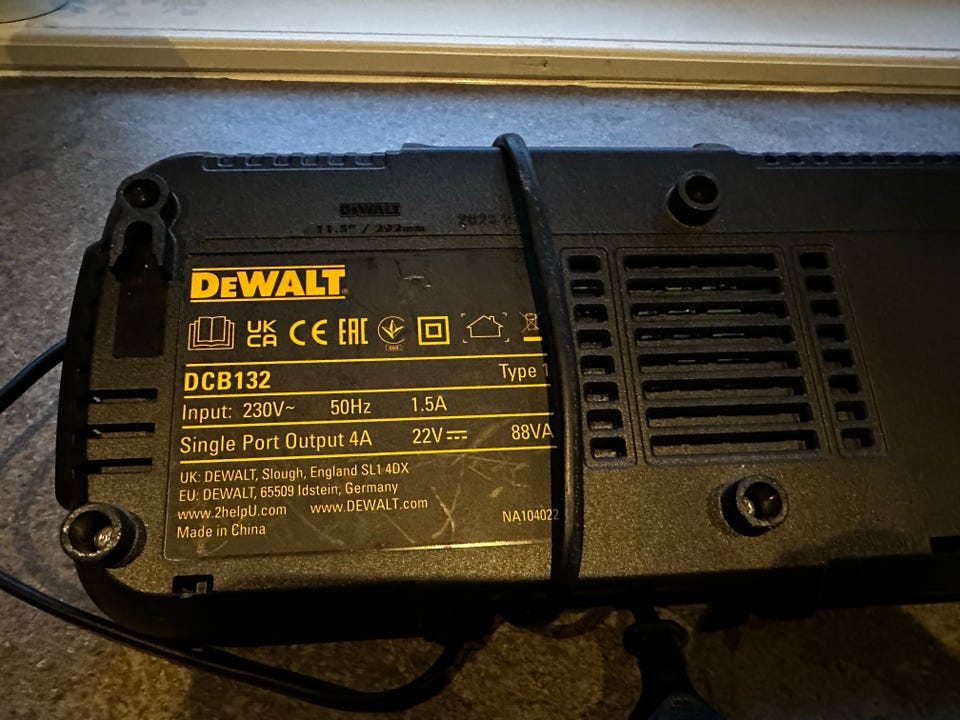 DEWALT
11.5" / 292mm
DEWALT
UK
CA CE EAC
DCB132 Type 1
Input: 230V~ 50Hz 1.5A
Single Port Output 4A 22V⎓ 88VA
UK: DEWALT, Slough, England SL1 4DX
EU: DEWALT, 65509 Idstein, Germany
www.2helpU.com www.DEWALT.com
NA104022
Made in China